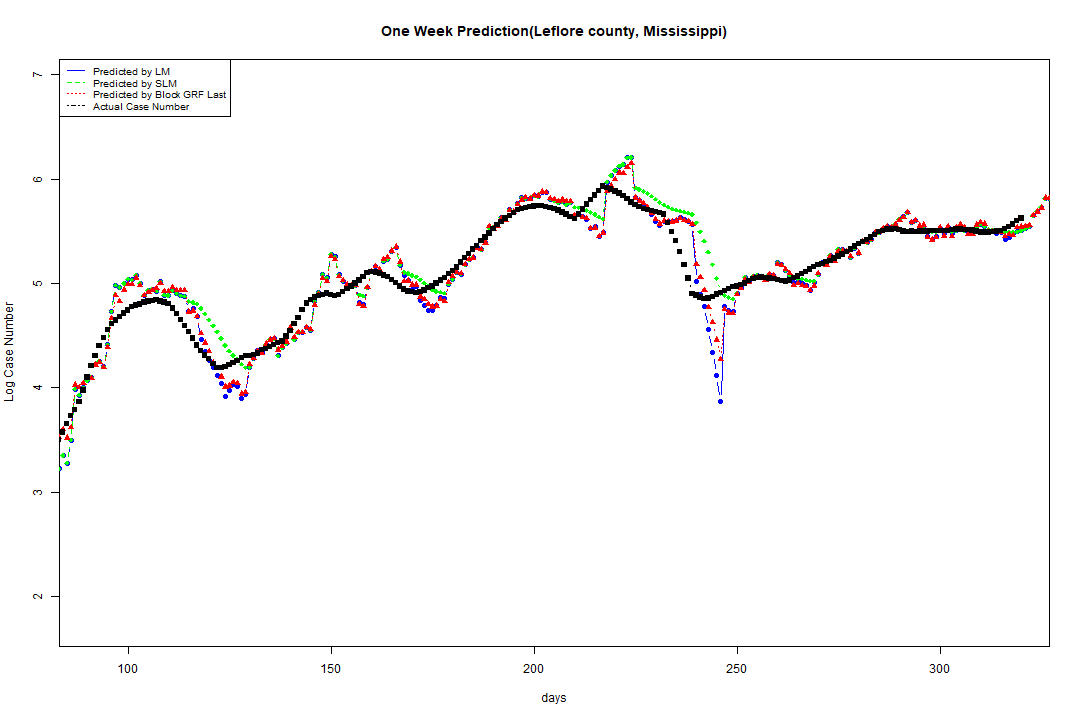 One Week Prediction(Leflore county, Mississippi)
Predicted by LM
Predicted by SLM
Predicted by Block GRF Last
Actual Case Number
7
6
5
4
3
2
Log Case Number
100 150 200 250 300
days